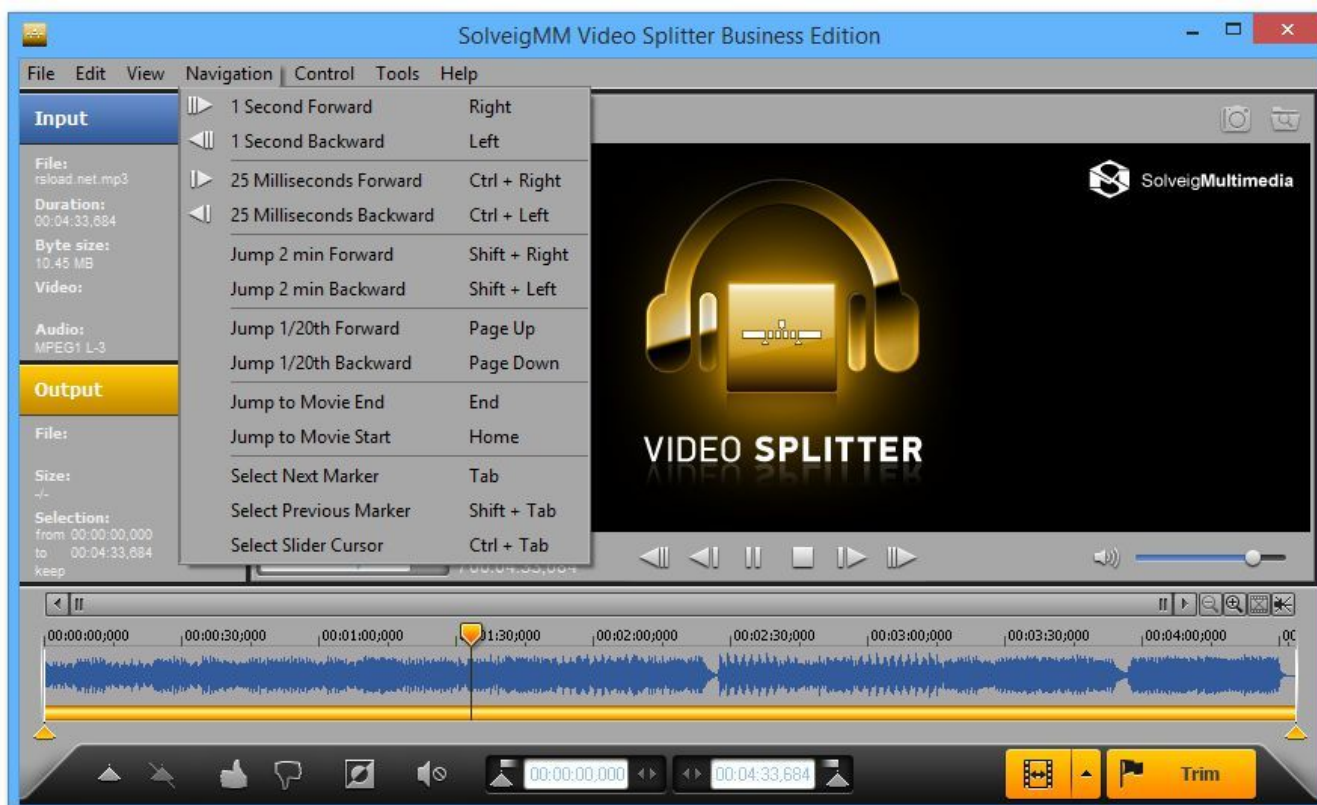 SolveigMM Video Splitter Business Edition
File Edit View Navigation Control Tools Help
Input
File:
rsload.net.mp3
Duration:
00:04:33,684
Byte size:
10.45 MB
Video:
Audio:
MPEG1 L-3
Output
File:
Size:
-/-
Selection:
from 00:00:00,000
to 00:04:33,684
keep
1 Second Forward Right
1 Second Backward Left
25 Milliseconds Forward Ctrl + Right
25 Milliseconds Backward Ctrl + Left
Jump 2 min Forward Shift + Right
Jump 2 min Backward Shift + Left
Jump 1/20th Forward Page Up
Jump 1/20th Backward Page Down
Jump to Movie End End
Jump to Movie Start Home
Select Next Marker Tab
Select Previous Marker Shift + Tab
Select Slider Cursor Ctrl + Tab
SolveigMultimedia
VIDEO SPLITTER
/ 00:04:33,684
00:00:00;000 00:00:30;000 00:01:00;000 01:30;000 00:02:00;000 00:02:30;000 00:03:00;000 00:03:30;000 00:04:00;000
00:00:00,000 00:04:33,684 Trim